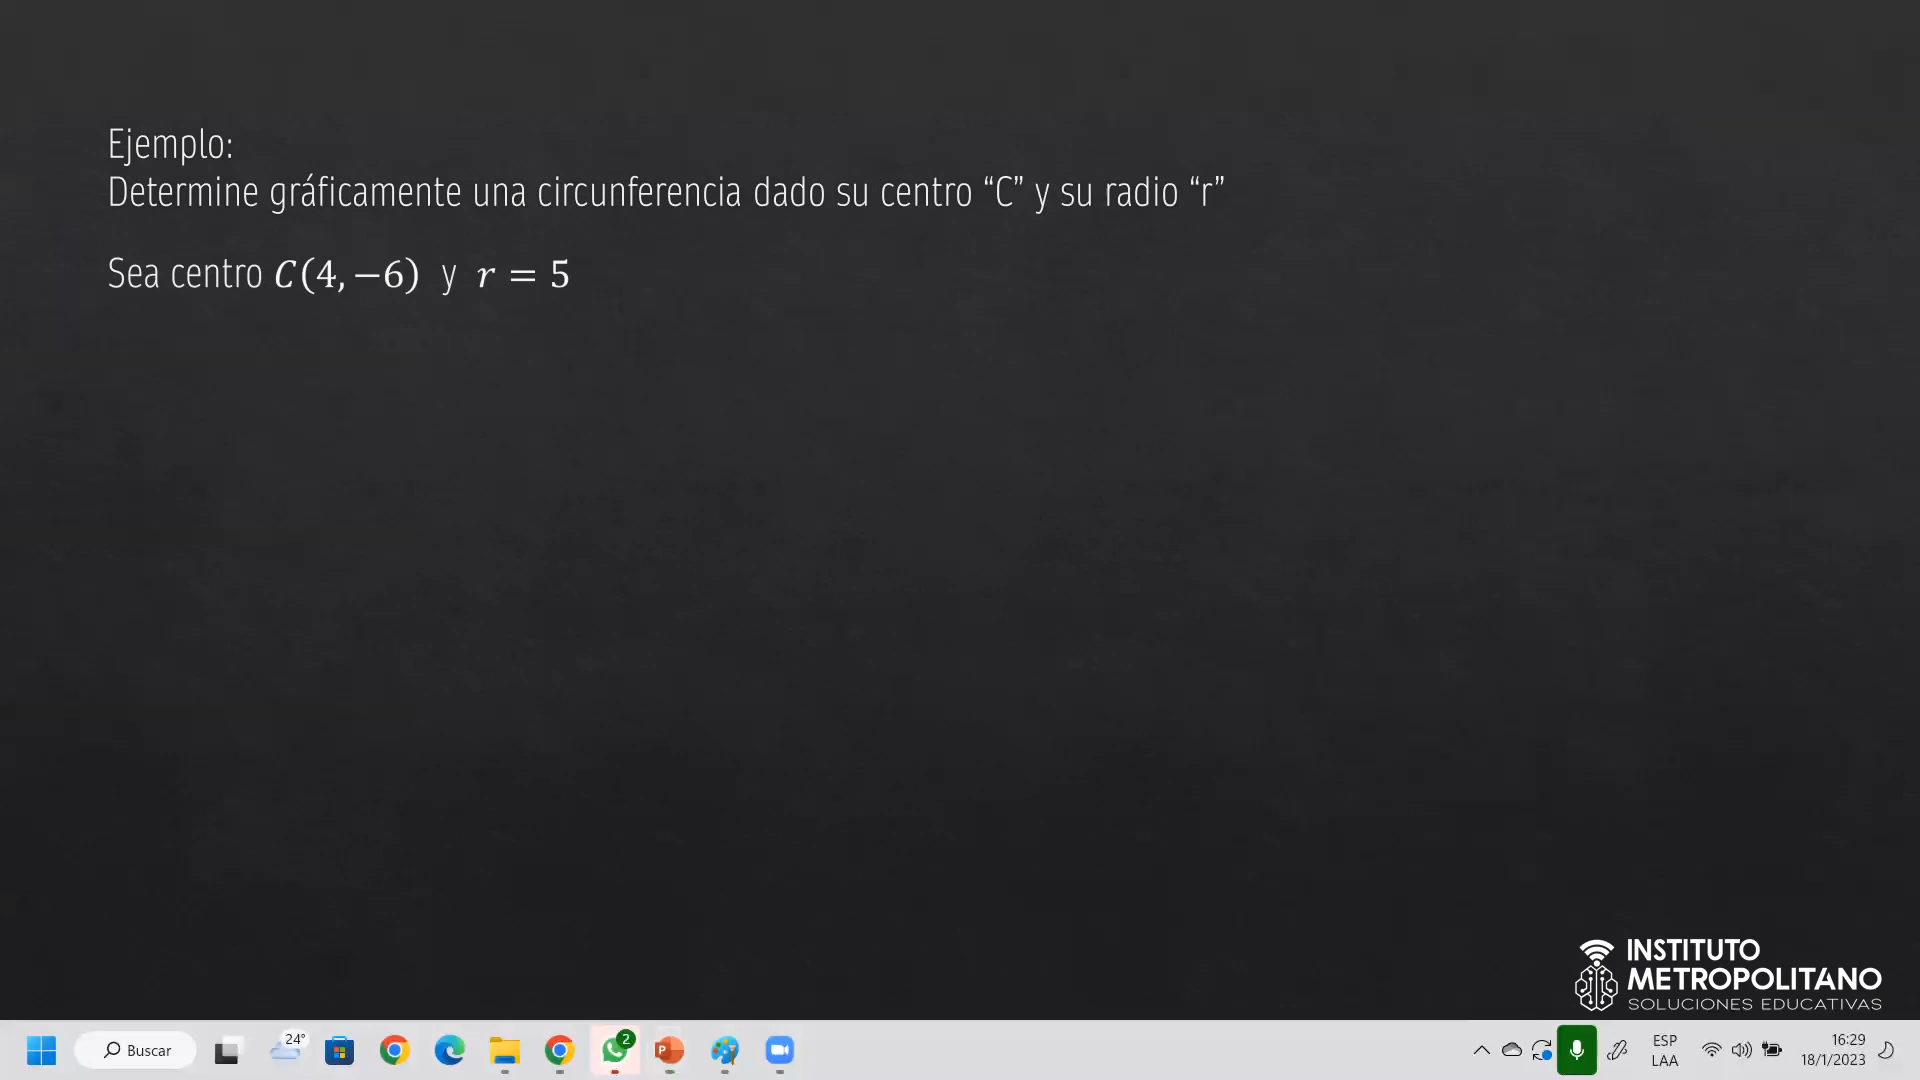 Ejemplo:
Determine gráficamente una circunferencia dado su centro “C” y su radio “r”
Sea centro C(4,−6) y r = 5
INSTITUTO
METROPOLITANO
SOLUCIONES EDUCATIVAS
Buscar
24°
2
ESP
LAA
16:29
18/1/2023